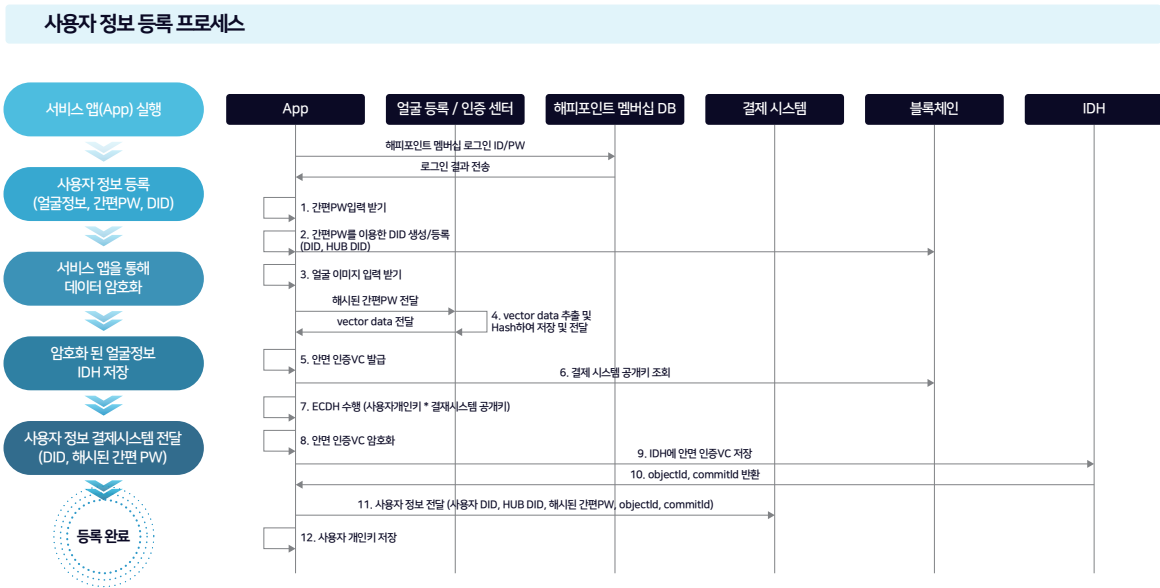 사용자 정보 등록 프로세스
서비스 앱(App) 실행
사용자 정보 등록
(얼굴정보, 간편PW, DID)
서비스 앱을 통해
데이터 암호화
암호화 된 얼굴정보
IDH 저장
사용자 정보 결제시스템 전달
(DID, 해시된 간편 PW)
등록 완료
App
얼굴 등록 / 인증 센터
해피포인트 멤버십 DB
결제 시스템
블록체인
IDH
해피포인트 멤버십 로그인 ID/PW
로그인 결과 전송
1. 간편PW입력 받기
2. 간편PW를 이용한 DID 생성/등록
(DID, HUB DID)
3. 얼굴 이미지 입력 받기
해시된 간편PW 전달
vector data 전달
4. vector data 추출 및
Hash하여 저장 및 전달
5. 안면 인증VC 발급
6. 결제 시스템 공개키 조회
7. ECDH 수행 (사용자개인키 * 결재시스템 공개키)
8. 안면 인증VC 암호화
9. IDH에 안면 인증VC 저장
10. objectId, commitId 반환
11. 사용자 정보 전달 (사용자 DID, HUB DID, 해시된 간편PW, objectId, commitId)
12. 사용자 개인키 저장